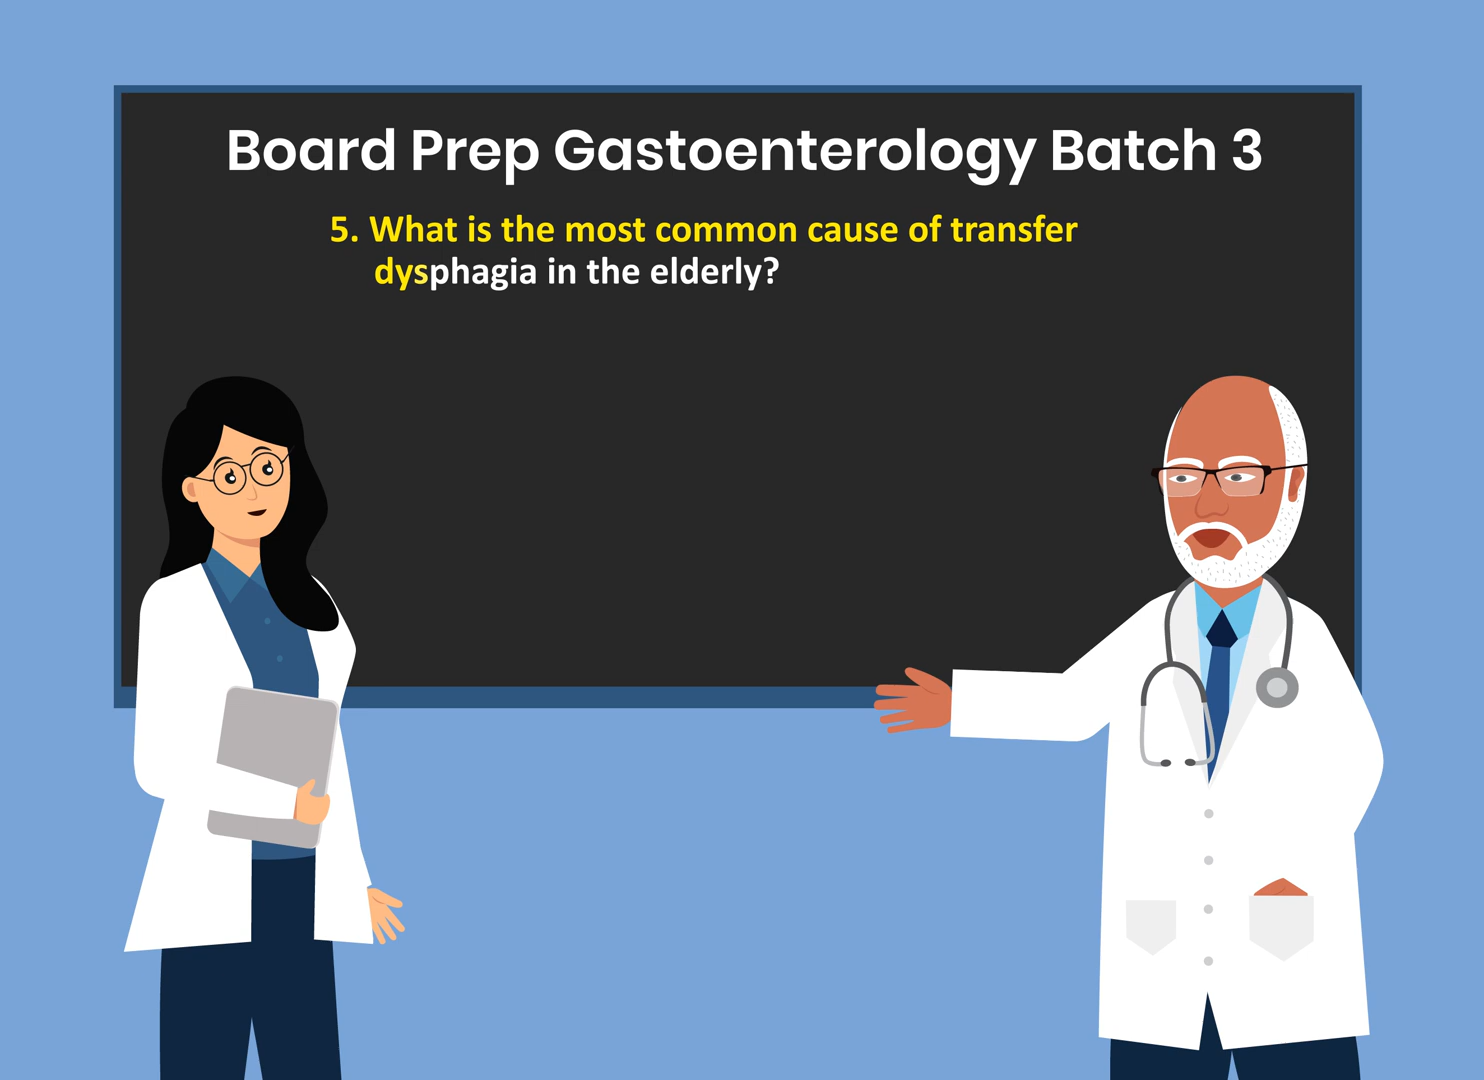 Board Prep Gastoenterology Batch 3
5. What is the most common cause of transfer
dysphagia in the elderly?